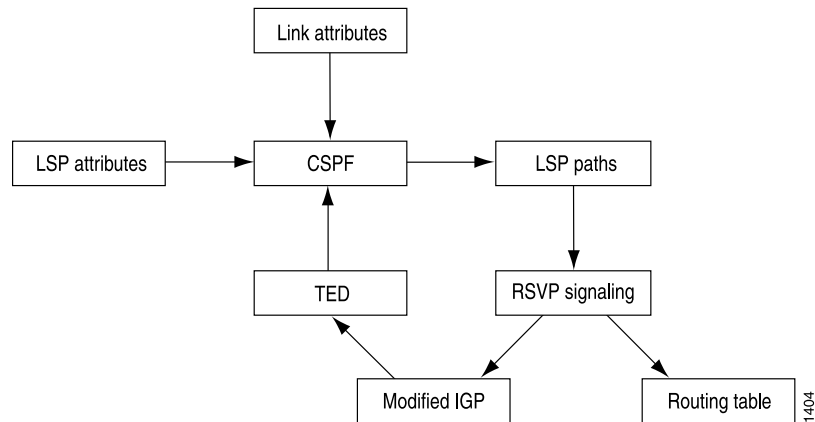 Link attributes
LSP attributes
CSPF
LSP paths
TED
RSVP signaling
Modified IGP
Routing table
1404